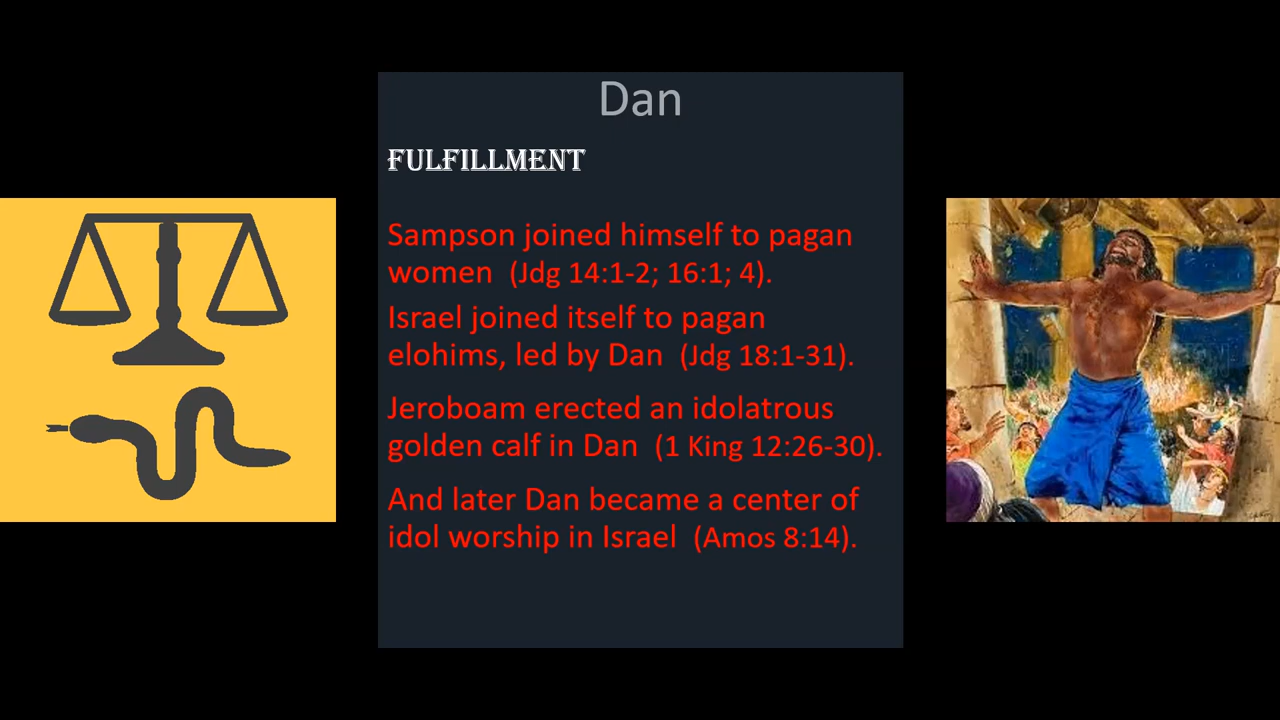 Dan
FULFILLMENT
Sampson joined himself to pagan
women (Jdg 14:1-2; 16:1; 4).
Israel joined itself to pagan
elohims, led by Dan (Jdg 18:1-31).
Jeroboam erected an idolatrous
golden calf in Dan (1 King 12:26-30).
And later Dan became a center of
idol worship in Israel (Amos 8:14).